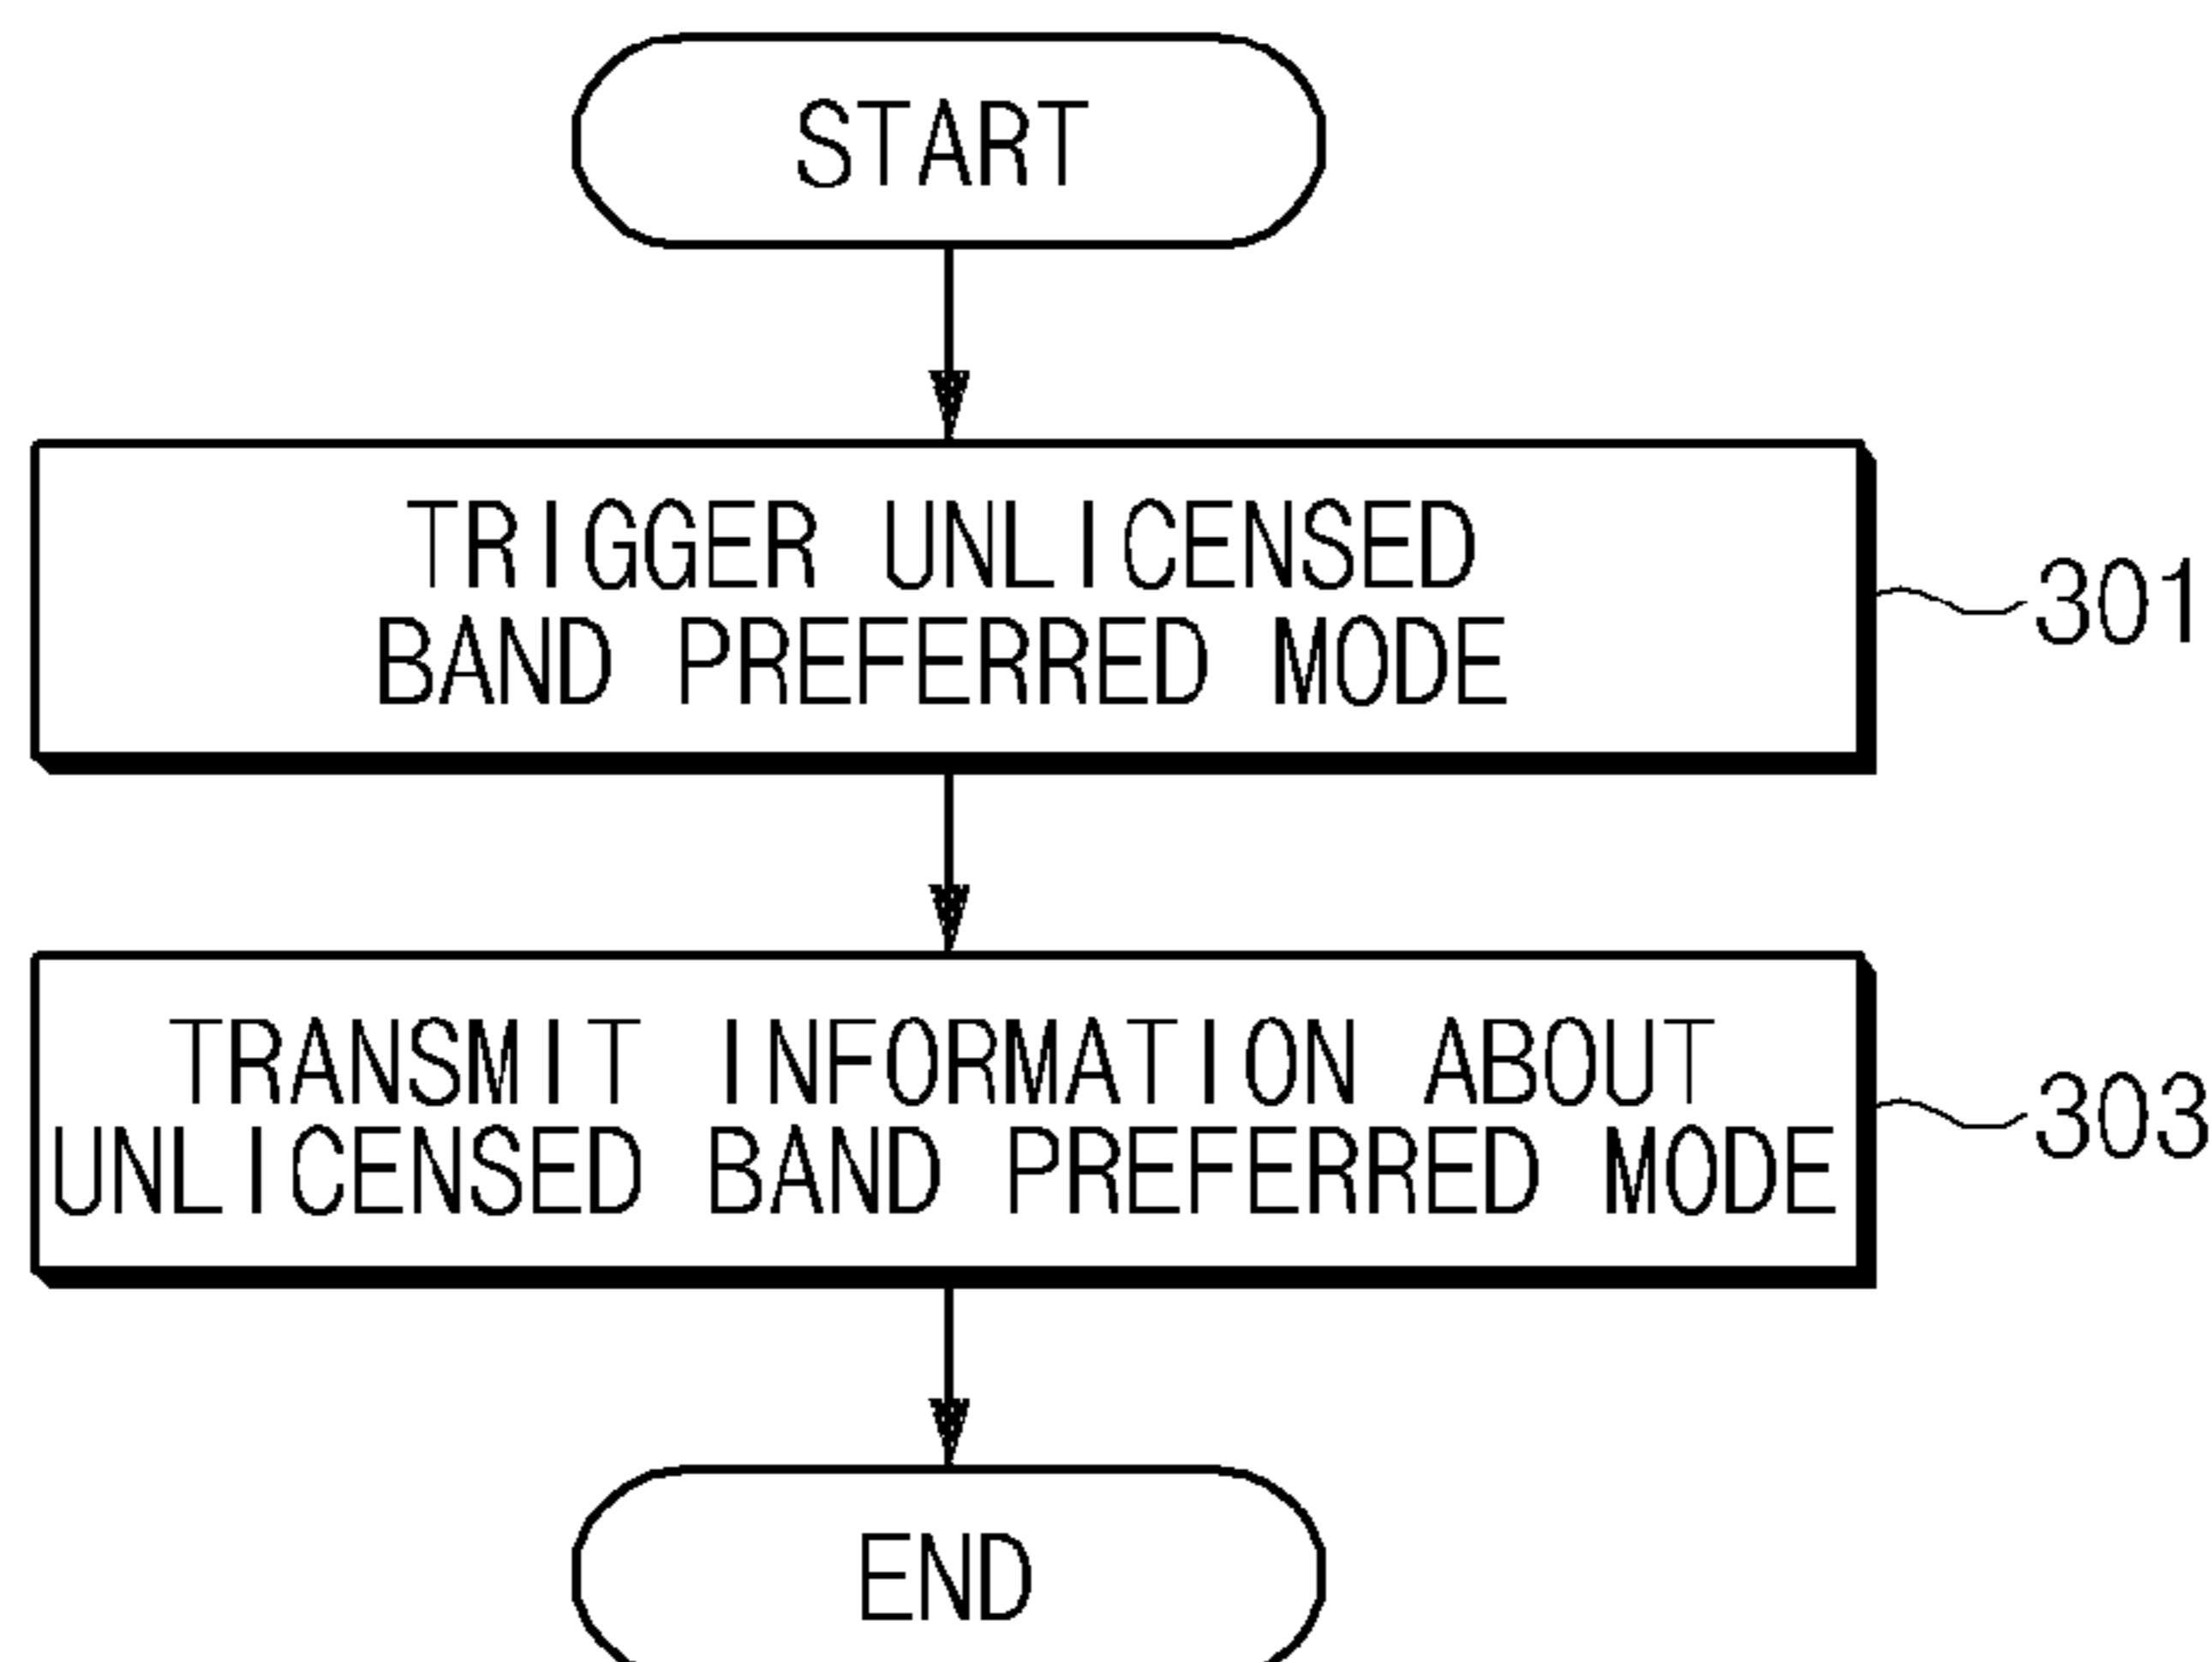 START
TRIGGER UNLICENSED
BAND PREFERRED MODE
301
TRANSMIT INFORMATION ABOUT
UNLICENSED BAND PREFERRED MODE
303
END